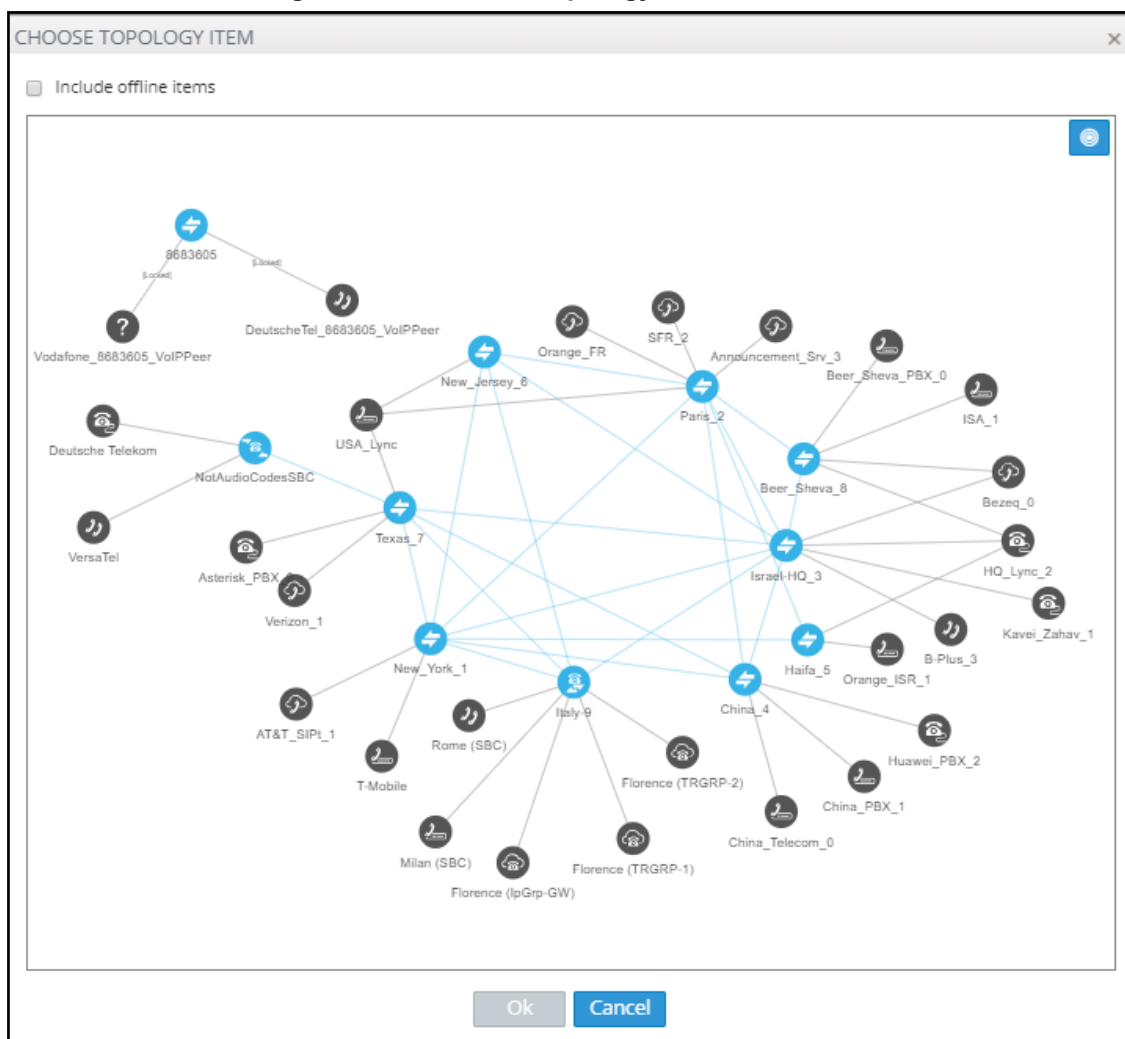 CHOOSE TOPOLOGY ITEM
Include offline items
8683605
[Locked]
[Locked]
DeutscheTel_8683605_VoIPPeer
Vodafone_8683605_VoIPPeer
Orange_FR
SFR_2
Announcement_Srv_3
New_Jersey_6
Beer_Sheva_PBX_0
Paris_2
ISA_1
USA_Lync
Deutsche Telekom
NotAudioCodesSBC
Beer_Sheva_8
Bezeq_0
Texas_7
VersaTel
Israel-HQ_3
HQ_Lync_2
Asterisk_PBX
Verizon_1
Kavei_Zahav_1
New_York_1
Haifa_5
B-Plus_3
Orange_ISR_1
Italy-9
China_4
AT&T_SIPt_1
Rome (SBC)
Huawei_PBX_2
T-Mobile
Florence (TRGRP-2)
China_PBX_1
China_Telecom_0
Milan (SBC)
Florence (TRGRP-1)
Florence (IpGrp-GW)
Ok
Cancel